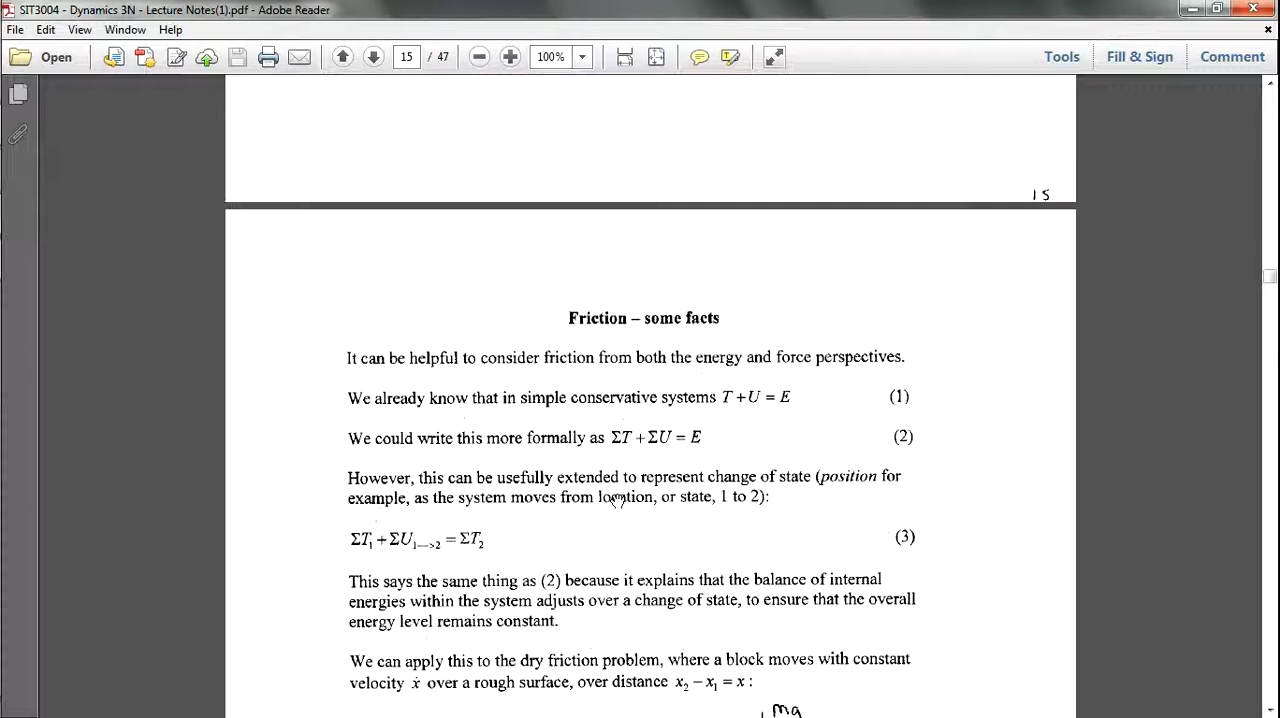 SIT3004 - Dynamics 3N - Lecture Notes(1).pdf - Adobe Reader
File Edit View Window Help
Open 15 / 47 100% Tools Fill & Sign Comment
15
Friction – some facts
It can be helpful to consider friction from both the energy and force perspectives.
We already know that in simple conservative systems T + U = E (1)
We could write this more formally as ΣT + ΣU = E (2)
However, this can be usefully extended to represent change of state (position for
example, as the system moves from location, or state, 1 to 2):
ΣT₁ + ΣU₁₋₋>₂ = ΣT₂ (3)
This says the same thing as (2) because it explains that the balance of internal
energies within the system adjusts over a change of state, to ensure that the overall
energy level remains constant.
We can apply this to the dry friction problem, where a block moves with constant
velocity ẋ over a rough surface, over distance x₂ − x₁ = x :
mg